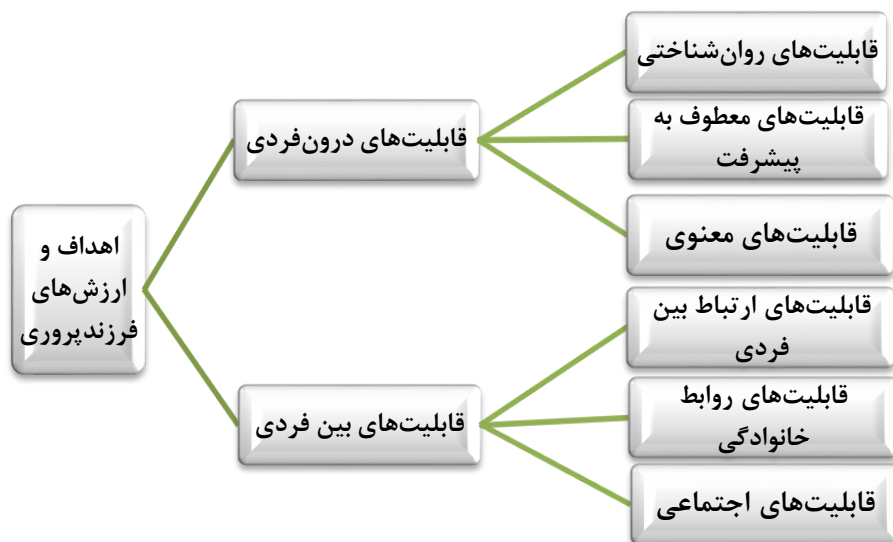 اهداف و
ارزش‌های
فرزندپروری
قابلیت‌های درون‌فردی
قابلیت‌های روان‌شناختی
قابلیت‌های معطوف به
پیشرفت
قابلیت‌های معنوی
قابلیت‌های بین فردی
قابلیت‌های ارتباط بین
فردی
قابلیت‌های روابط
خانوادگی
قابلیت‌های اجتماعی